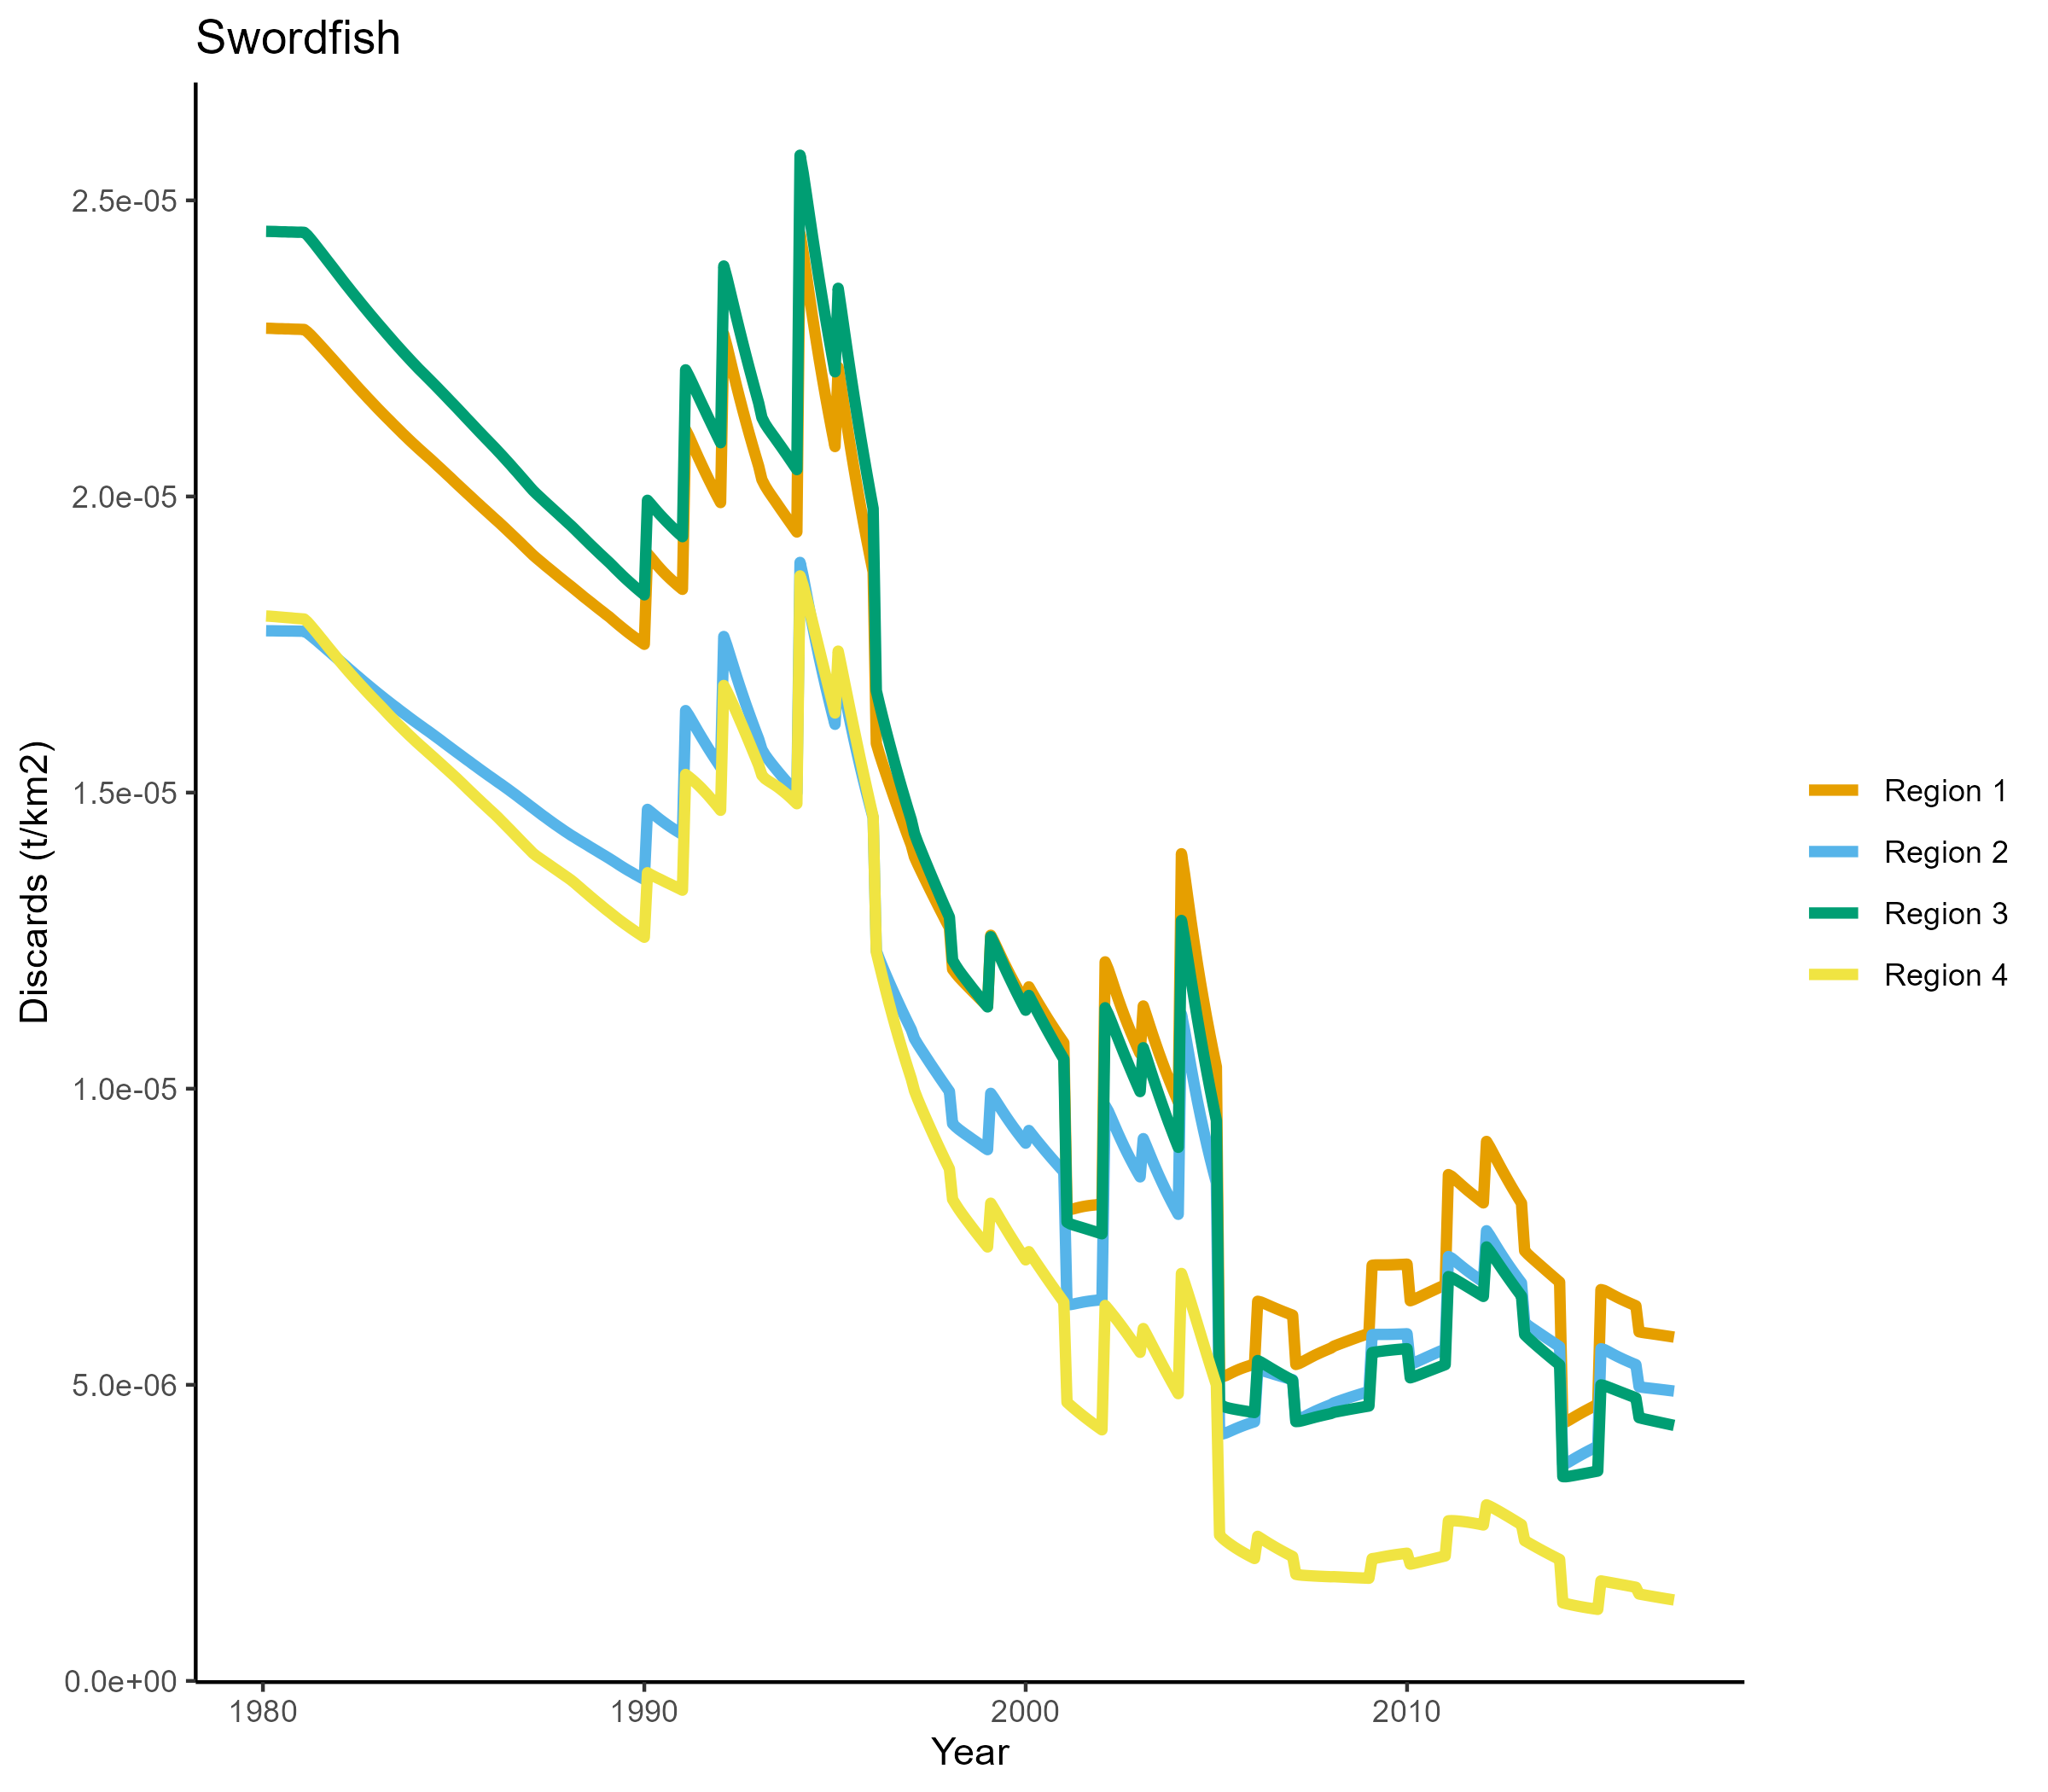 Swordfish
Discards (t/km2)
2.5e-05
2.0e-05
1.5e-05
1.0e-05
5.0e-06
0.0e+00
1980
1990
2000
2010
Year
Region 1
Region 2
Region 3
Region 4